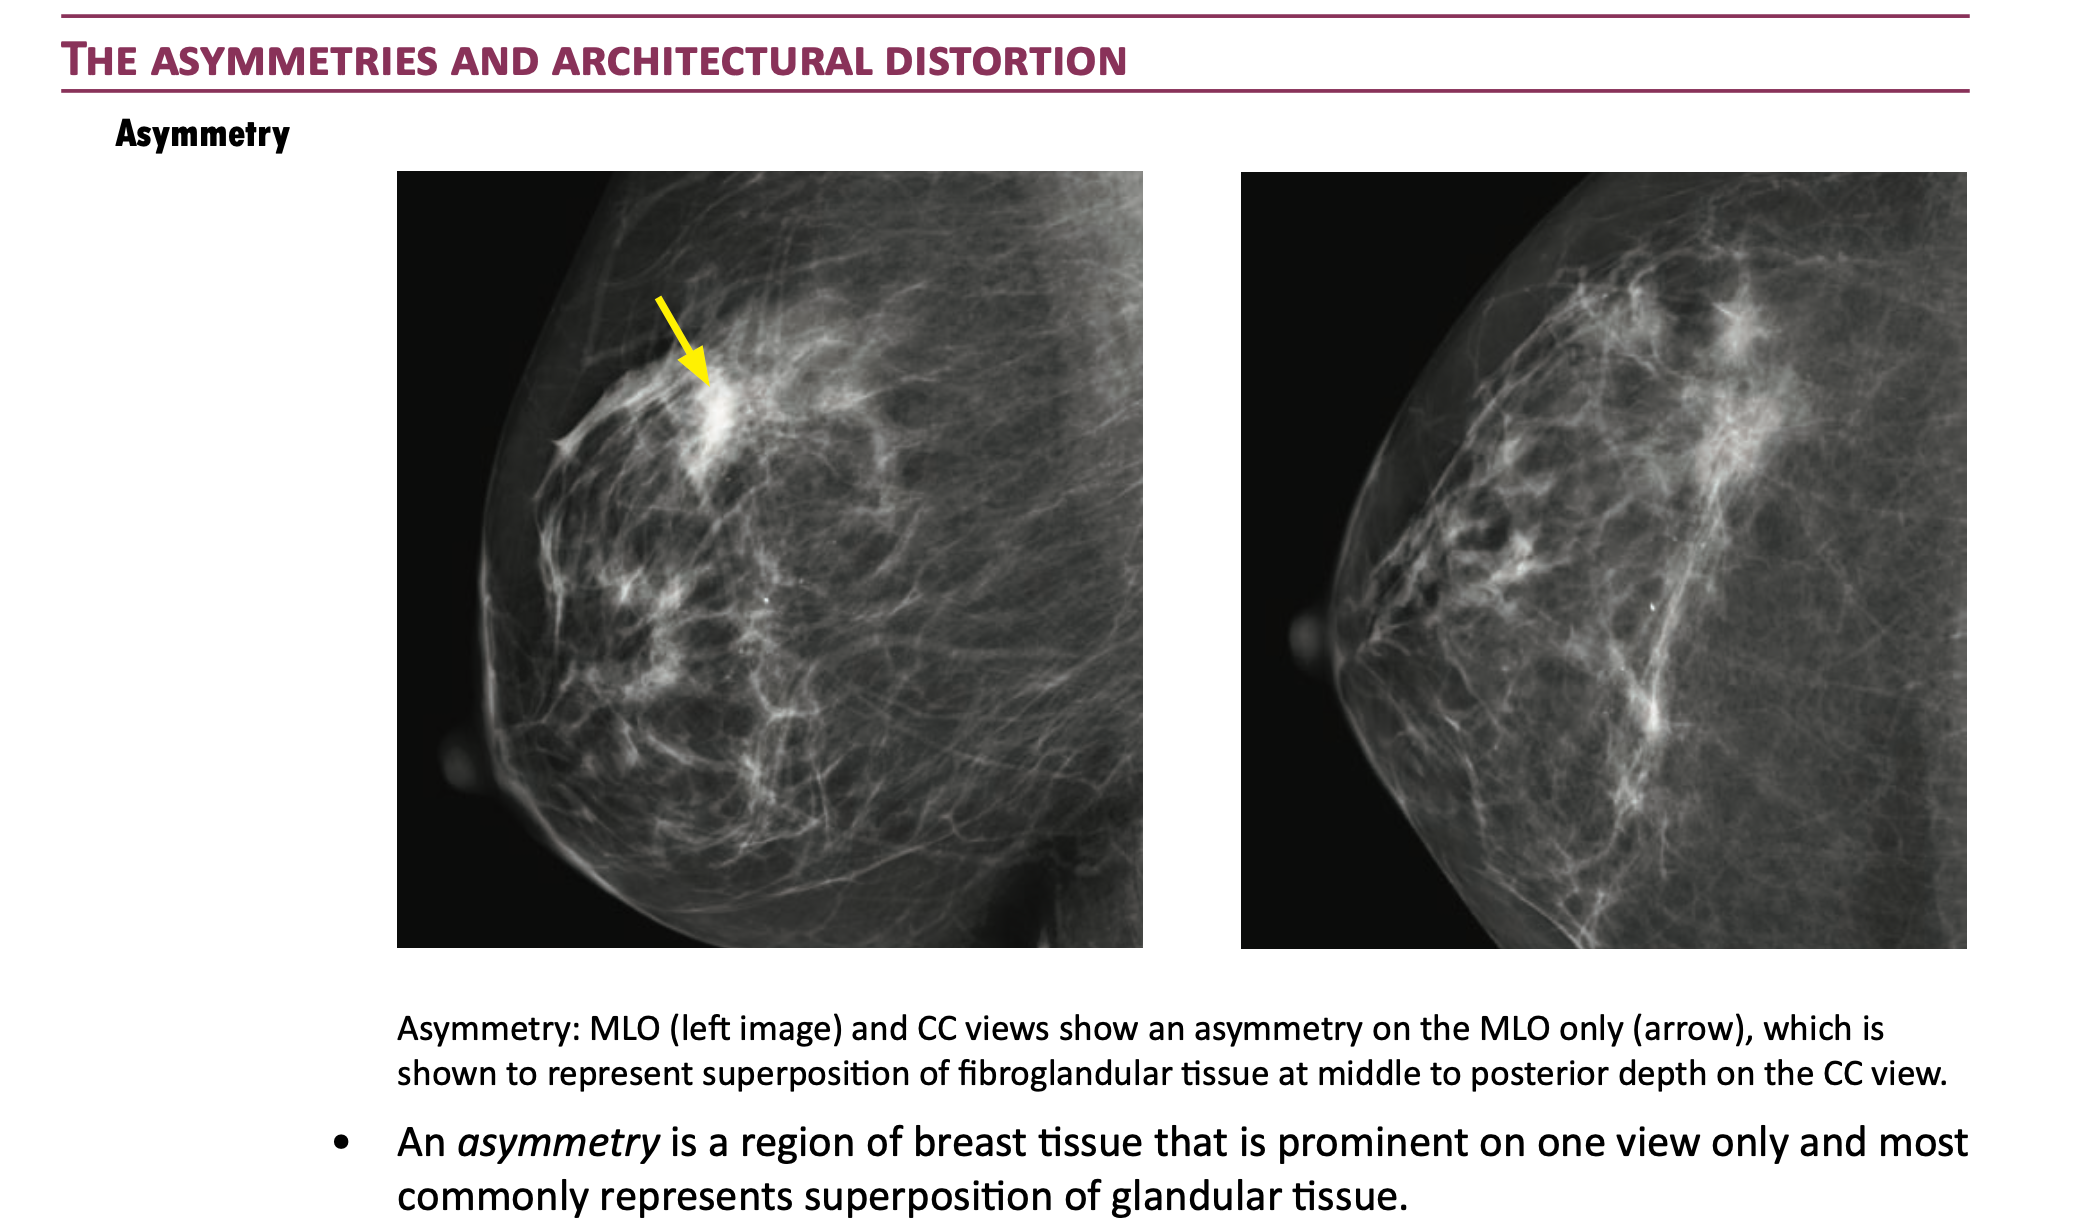 THE ASYMMETRIES AND ARCHITECTURAL DISTORTION
Asymmetry
Asymmetry: MLO (left image) and CC views show an asymmetry on the MLO only (arrow), which is
shown to represent superposition of fibroglandular tissue at middle to posterior depth on the CC view.
• An asymmetry is a region of breast tissue that is prominent on one view only and most
commonly represents superposition of glandular tissue.